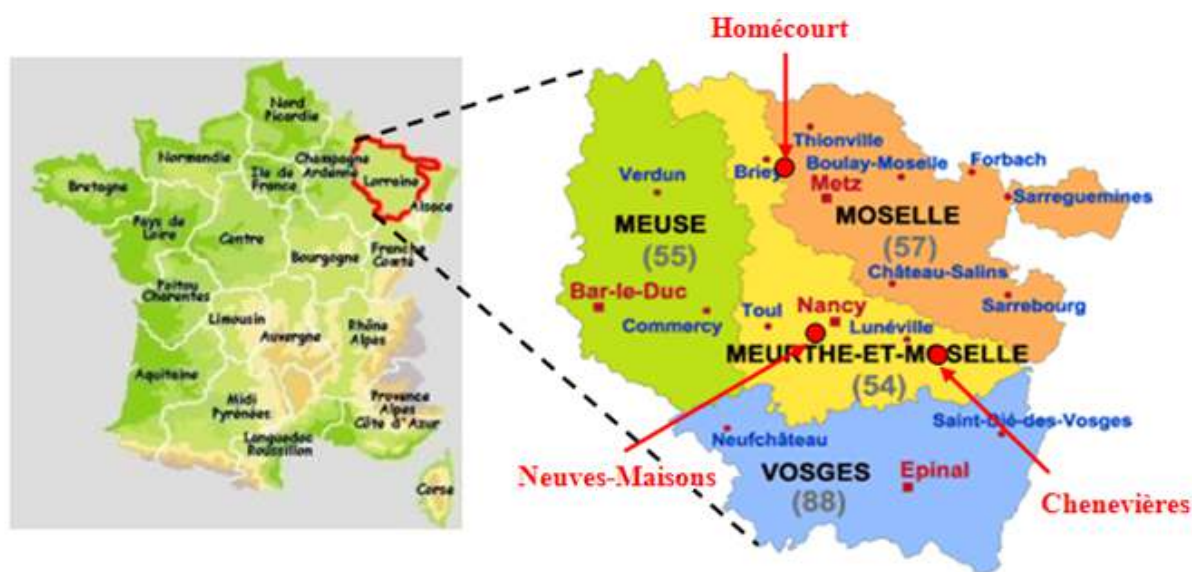 Nord
Picardie
Normandie
Champagne
Ardenne
Ile de
France
Lorraine
Alsace
Bretagne
Pays de
Loire
Centre
Bourgogne
Franche
Comté
Poitou
Charentes
Limousin
Auvergne
Rhône
Alpes
Aquitaine
Midi
Pyrénées
Provence
Alpes
Côte d'Azur
Languedoc
Roussillon
Corse
Homécourt
Thionville
Briey
Boulay-Moselle
Forbach
Verdun
Metz
Sarreguemines
MEUSE
(55)
MOSELLE
(57)
Château-Salins
Bar-le-Duc
Commercy
Toul
Nancy
Lunéville
Sarrebourg
MEURTHE-ET-MOSELLE
(54)
Saint-Dié-des-Vosges
Neufchâteau
Neuves-Maisons
VOSGES
(88)
Epinal
Chenevières